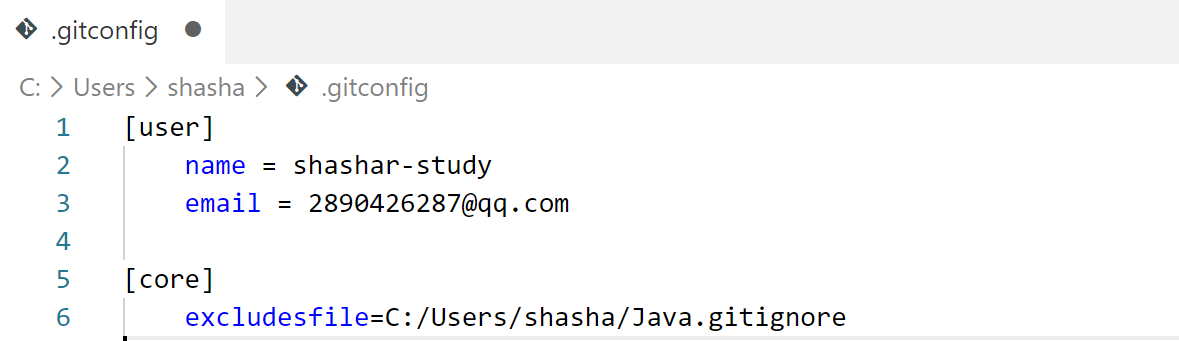 .gitconfig
C: > Users > shasha > .gitconfig
1 [user]
2 name = shashar-study
3 email = 2890426287@qq.com
4
5 [core]
6 excludesfile=C:/Users/shasha/Java.gitignore